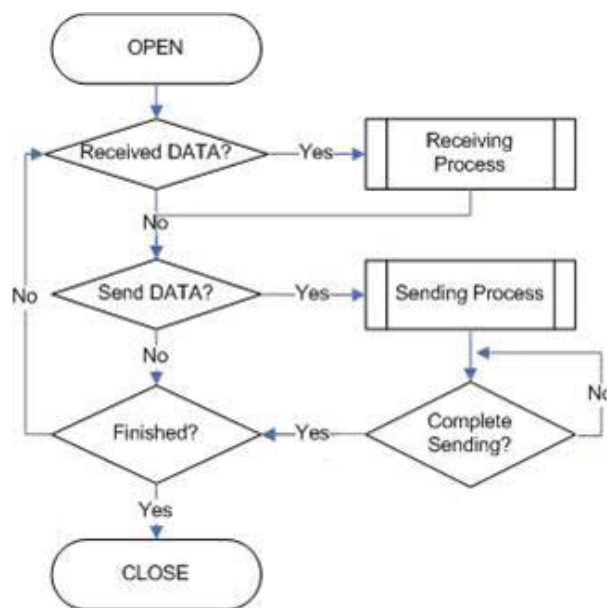 OPEN
Received DATA?
Yes
Receiving
Process
No
Send DATA?
Yes
Sending Process
No
No
No
Finished?
Yes
Complete
Sending?
Yes
CLOSE